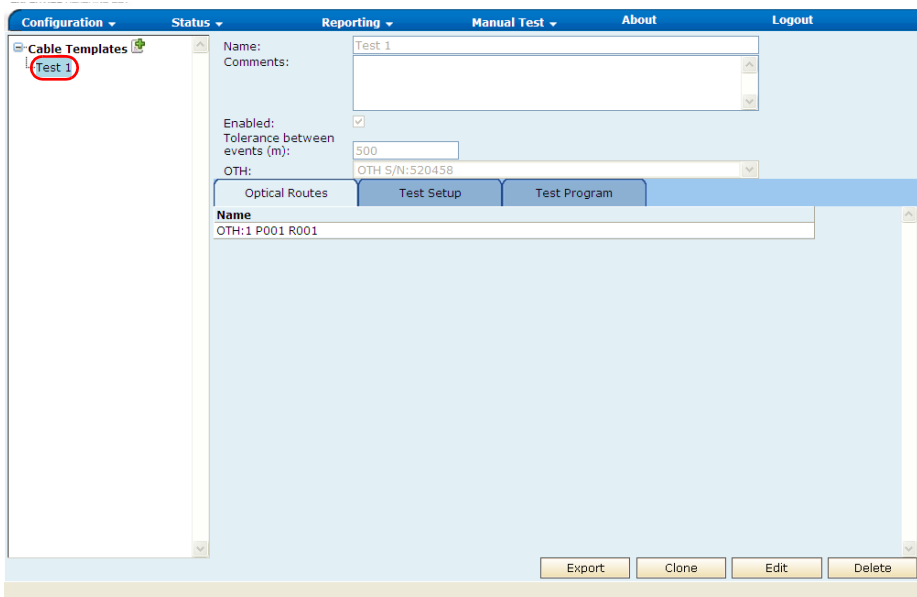 Configuration Status Reporting Manual Test About Logout
Cable Templates
Test 1
Name: Test 1
Comments:
Enabled:
Tolerance between
events (m): 500
OTH: OTH S/N:520458
Optical Routes Test Setup Test Program
Name
OTH:1 P001 R001
Export Clone Edit Delete